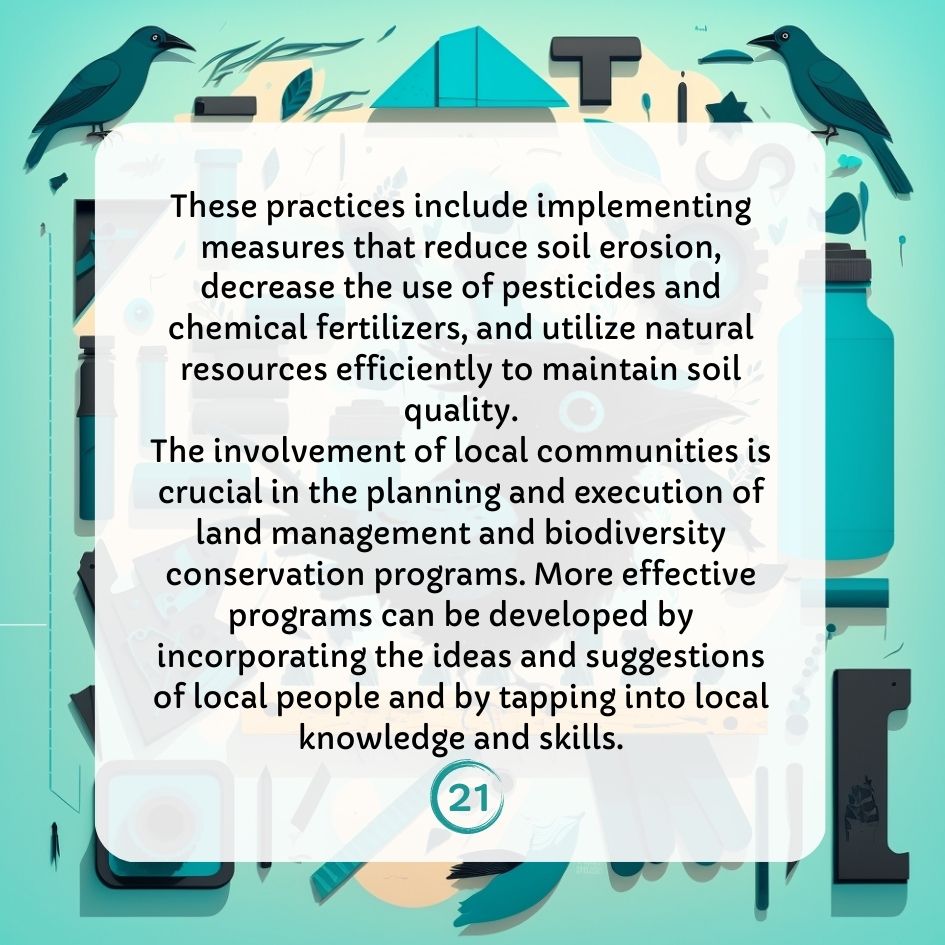 These practices include implementing
measures that reduce soil erosion,
decrease the use of pesticides and
chemical fertilizers, and utilize natural
resources efficiently to maintain soil
quality.
The involvement of local communities is
crucial in the planning and execution of
land management and biodiversity
conservation programs. More effective
programs can be developed by
incorporating the ideas and suggestions
of local people and by tapping into local
knowledge and skills.
21